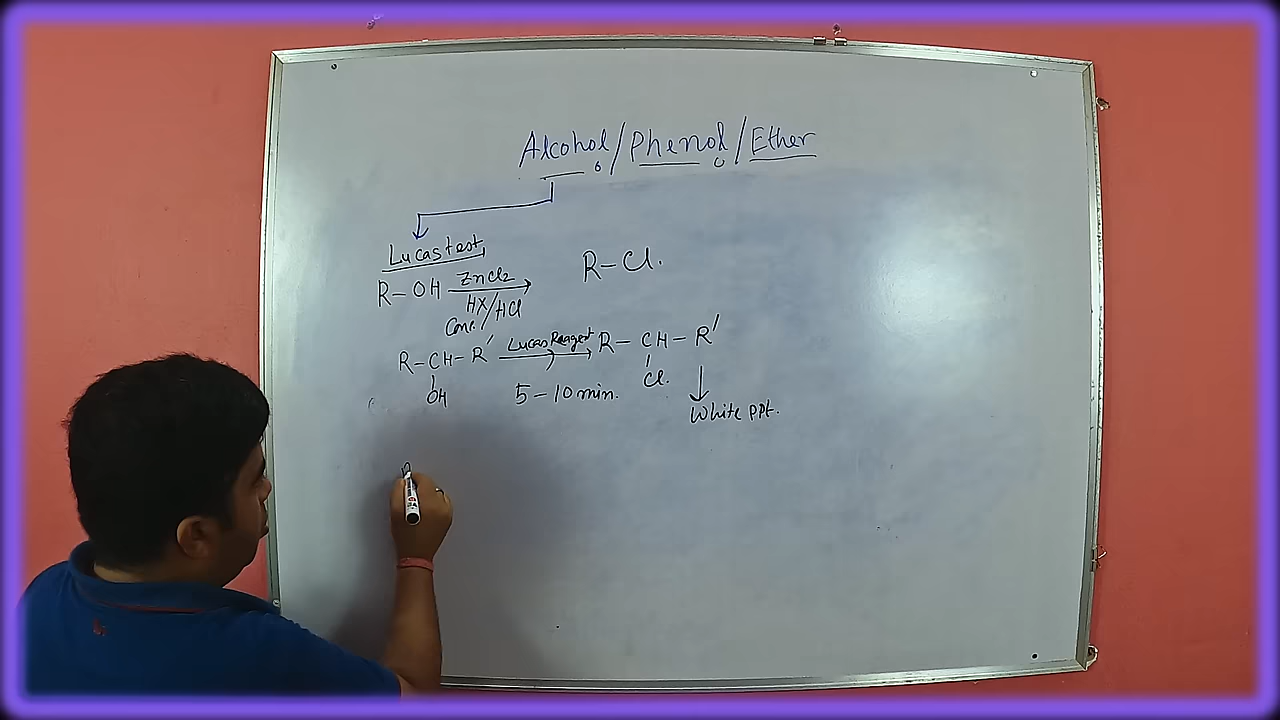 Alcohol/Phenol/Ether
Lucas test,
R–OH ZnCl2 HX/HCl Conc. → R–Cl.
R–CH–R' Lucas Reagent → R–CH–R'
OH 5–10 min. Cl.
↓
White ppt.
R